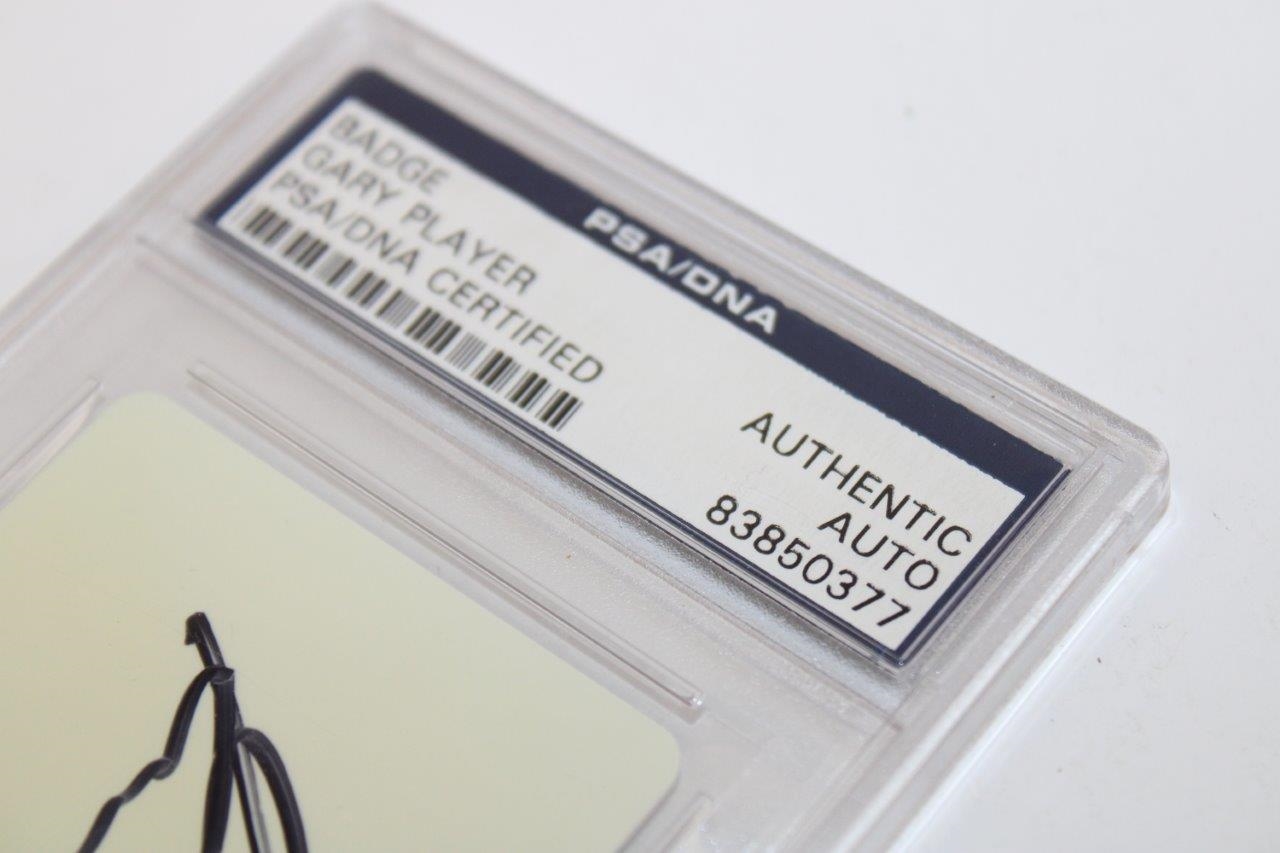 PSA/DNA
BADGE
GARY PLAYER
PSA/DNA CERTIFIED
AUTHENTIC
AUTO
83850377